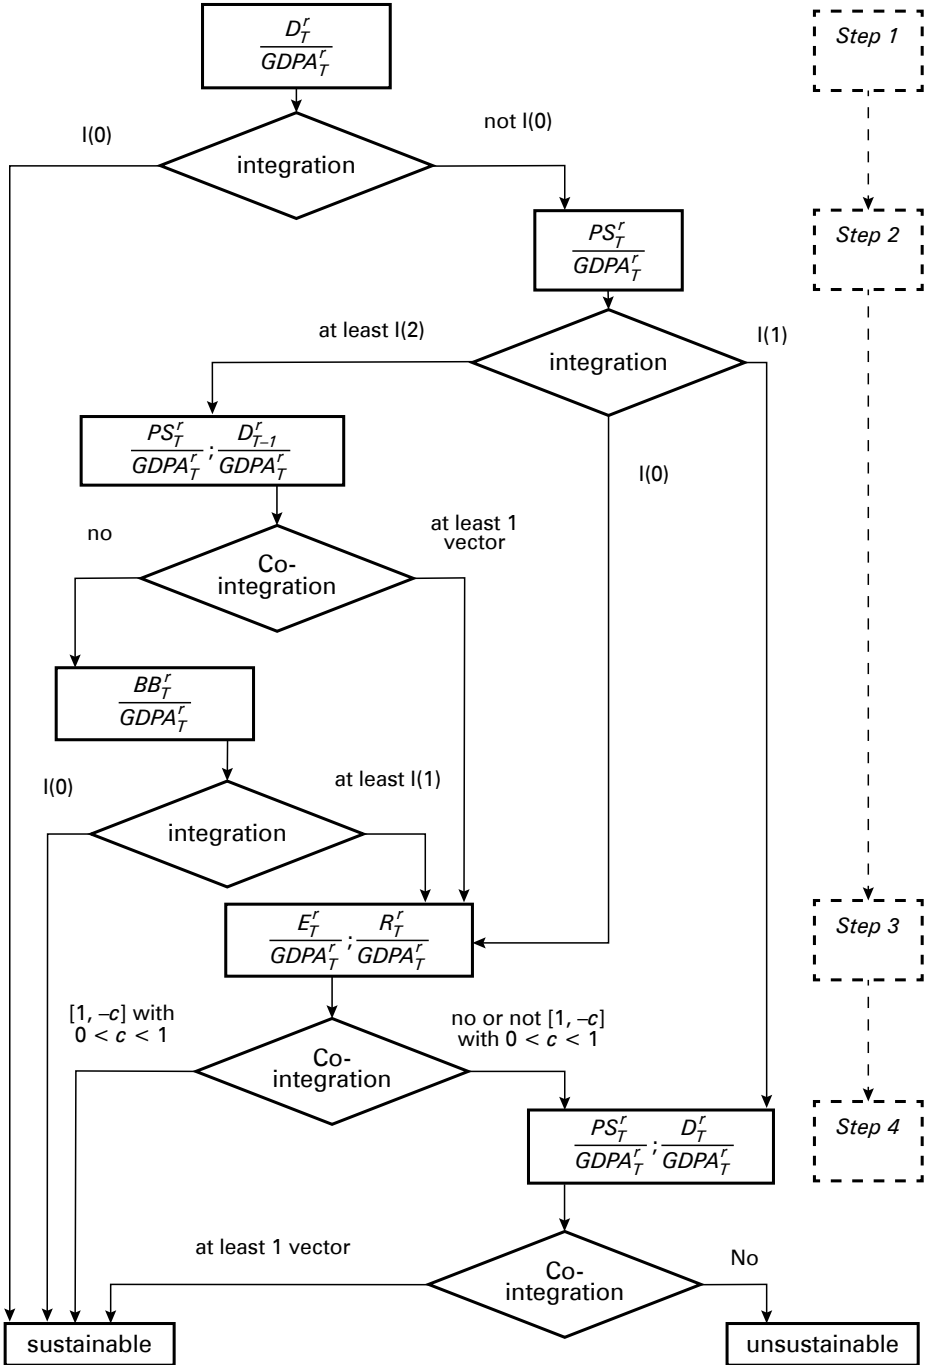 D^r_T
GDPA^r_T
Step 1
I(0)
not I(0)
integration
PS^r_T
GDPA^r_T
Step 2
at least I(2)
I(1)
integration
PS^r_T ; D^r_{T–1}
GDPA^r_T GDPA^r_T
I(0)
no
at least 1
vector
Co-
integration
BB^r_T
GDPA^r_T
I(0)
at least I(1)
integration
E^r_T ; R^r_T
GDPA^r_T GDPA^r_T
Step 3
[1, –c] with
0 < c < 1
no or not [1, –c]
with 0 < c < 1
Co-
integration
PS^r_T ; D^r_T
GDPA^r_T GDPA^r_T
Step 4
at least 1 vector
No
Co-
integration
sustainable
unsustainable